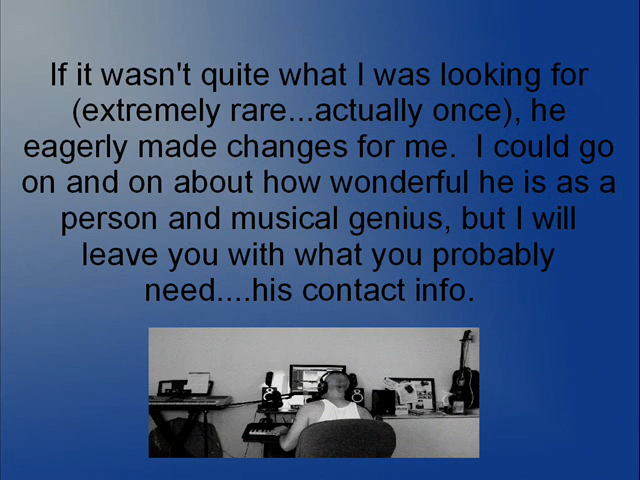 If it wasn't quite what I was looking for
(extremely rare...actually once), he
eagerly made changes for me.  I could go
on and on about how wonderful he is as a
person and musical genius, but I will
leave you with what you probably
need....his contact info.